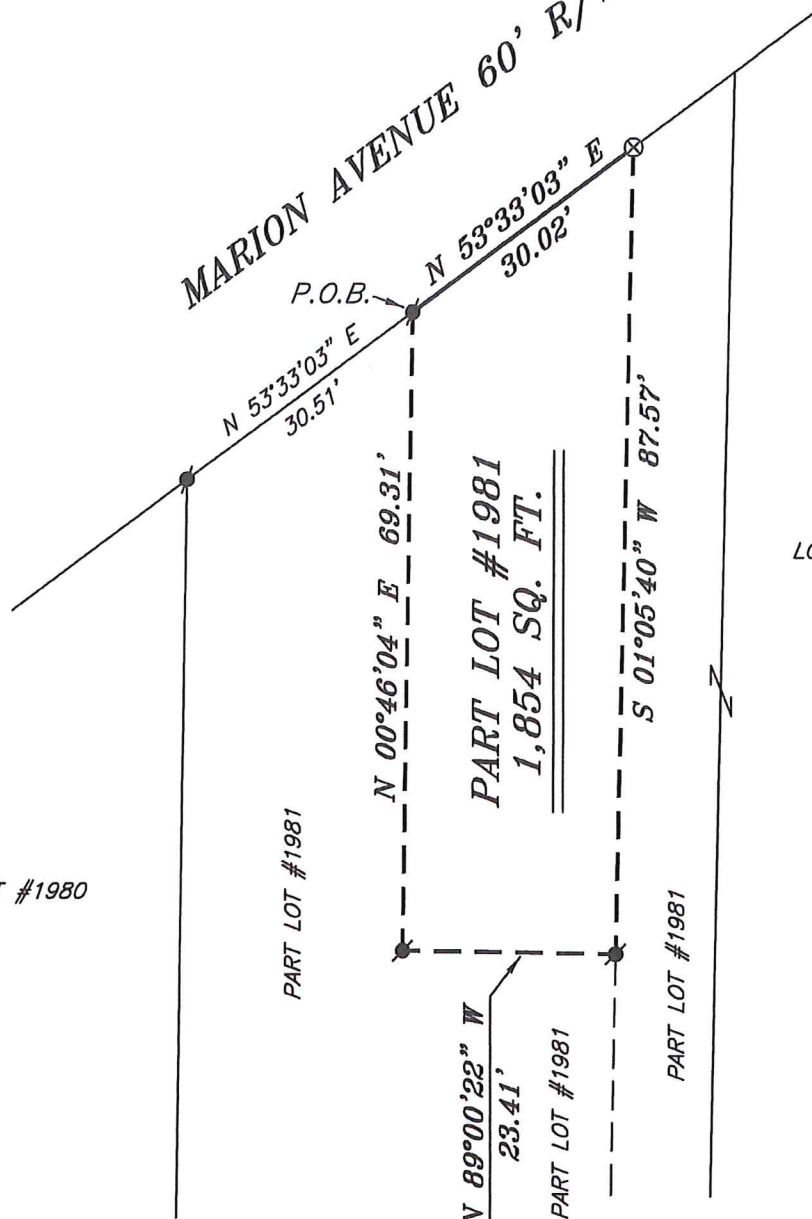 MARION AVENUE 60' R/
N 53°33'03" E
30.02'
P.O.B.
N 53°33'03" E
30.51'
N 00°46'04" E 69.31'
PART LOT #1981
1,854 SQ. FT.
S 01°05'40" W 87.57'
LO
#1980
PART LOT #1981
PART LOT #1981
N 89°00'22" W
23.41'
PART LOT #1981